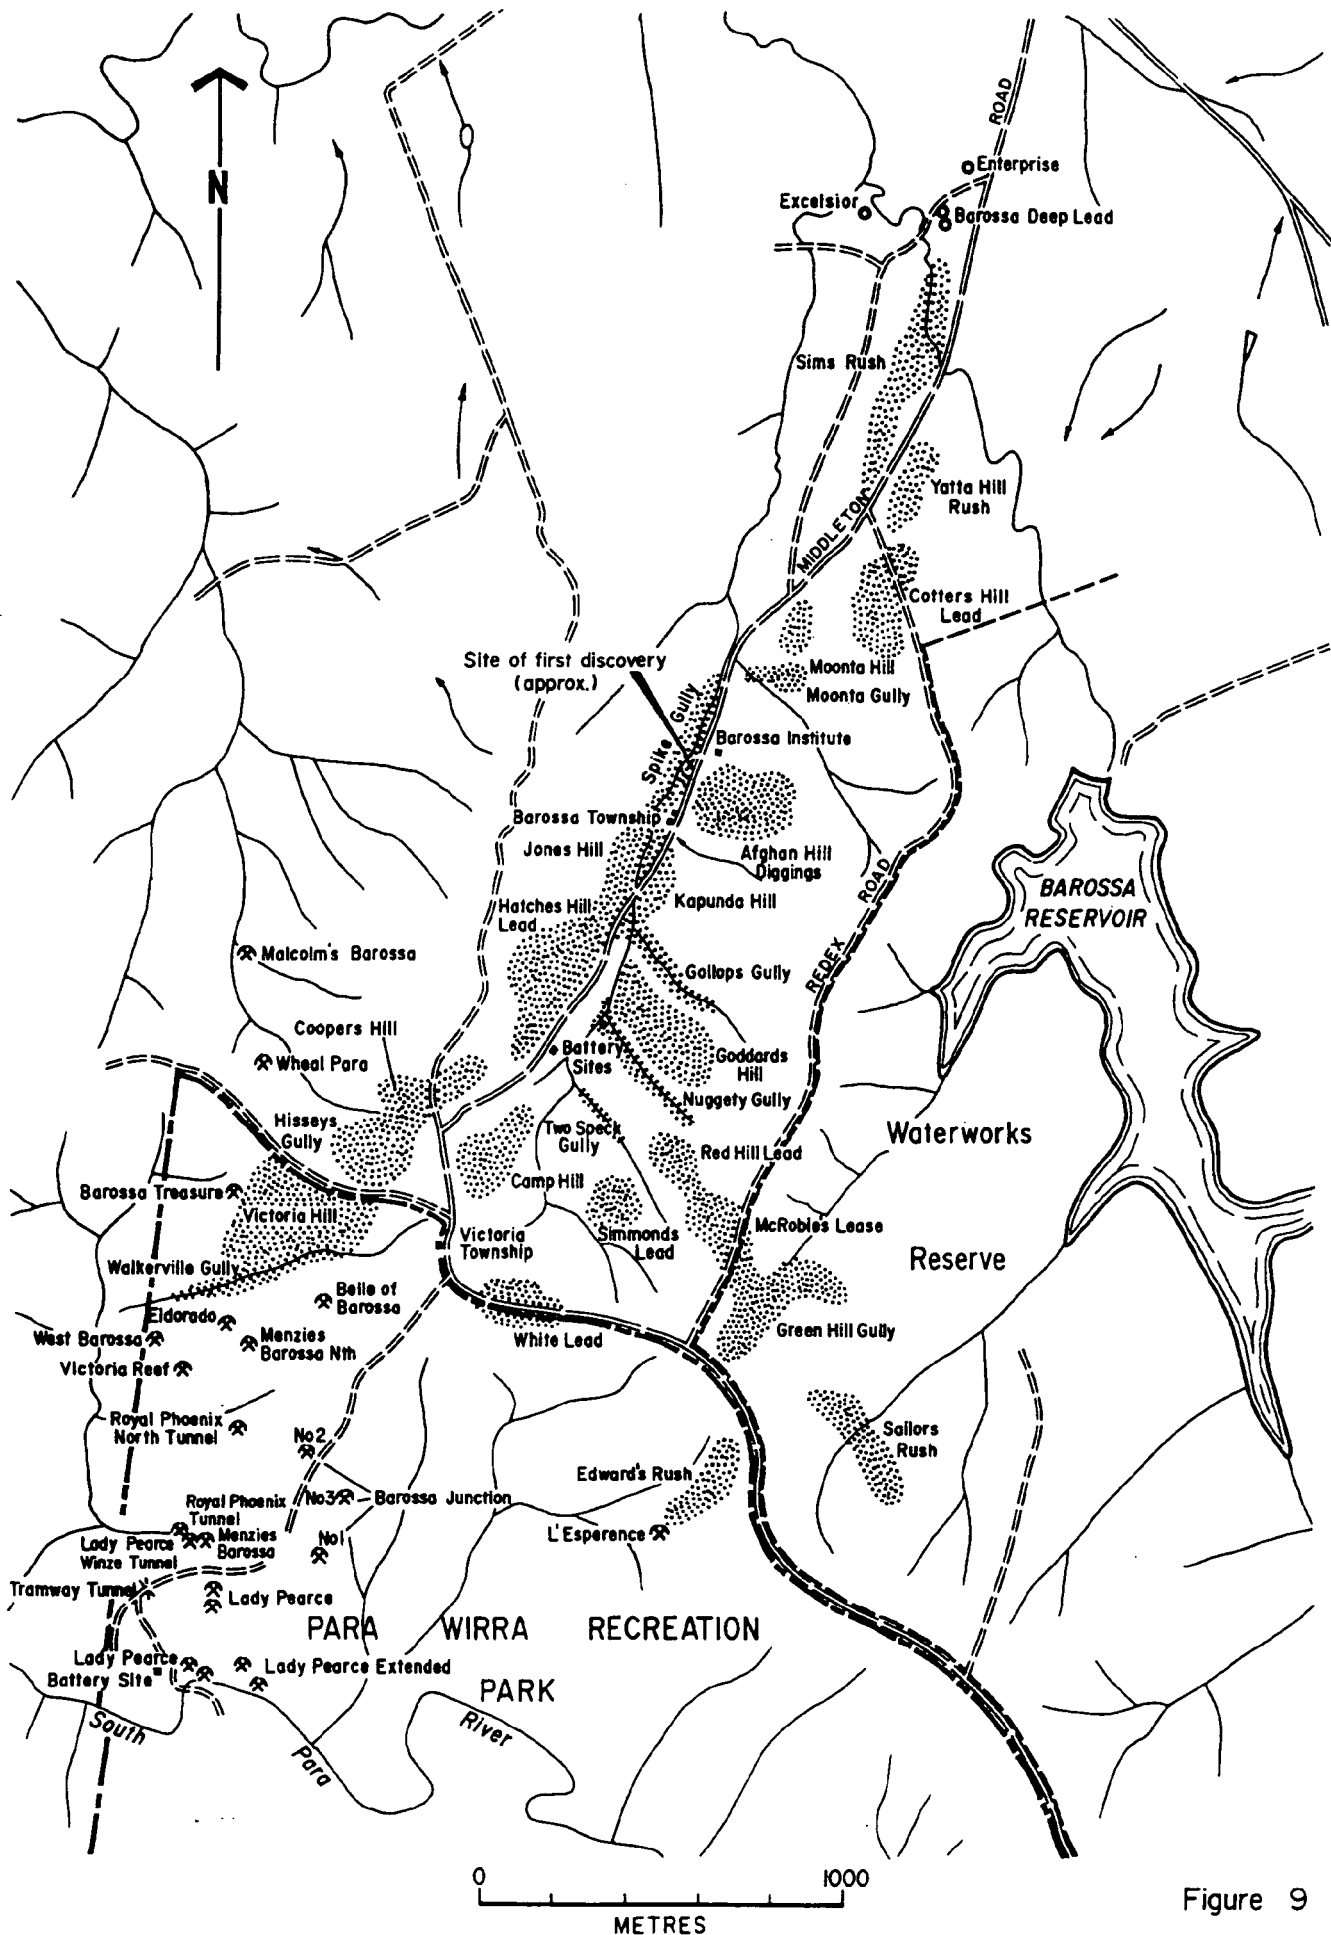 N
ROAD
Enterprise
Excelsior
Barossa Deep Lead
Sims Rush
Yatta Hill
Rush
MIDDLETON
Cotters Hill
Lead
Site of first discovery
(approx.)
Moonta Hill
Moonta Gully
Spike Gully
Barossa Institute
Barossa Township
Jones Hill
Afghan Hill
Diggings
ROAD
BAROSSA
RESERVOIR
Hatches Hill
Lead
Kapunda Hill
Malcolm's Barossa
Gallops Gully
REDEX
Coopers Hill
Wheal Para
Battery
Sites
Goddards
Hill
Nuggety Gully
Hisseys
Gully
Two Speck
Gully
Waterworks
Red Hill Lead
Barossa Treasure
Camp Hill
Victoria Hill
Simmonds
Lead
McRobie's Lease
Victoria
Township
Reserve
Walkerville Gully
Belle of
Barossa
Eldorado
West Barossa
Menzies
Barossa Nth
White Lead
Green Hill Gully
Victoria Reef
Royal Phoenix
North Tunnel
No2
Sailors
Rush
Edward's Rush
No3
Barossa Junction
Royal Phoenix
Tunnel
L'Esperence
Lady Pearce
Winze Tunnel
Menzies
Barossa
No1
Tramway Tunnel
Lady Pearce
PARA WIRRA RECREATION
PARK
Lady Pearce
Battery Site
Lady Pearce Extended
South
Para
River
0 1000
METRES
Figure 9